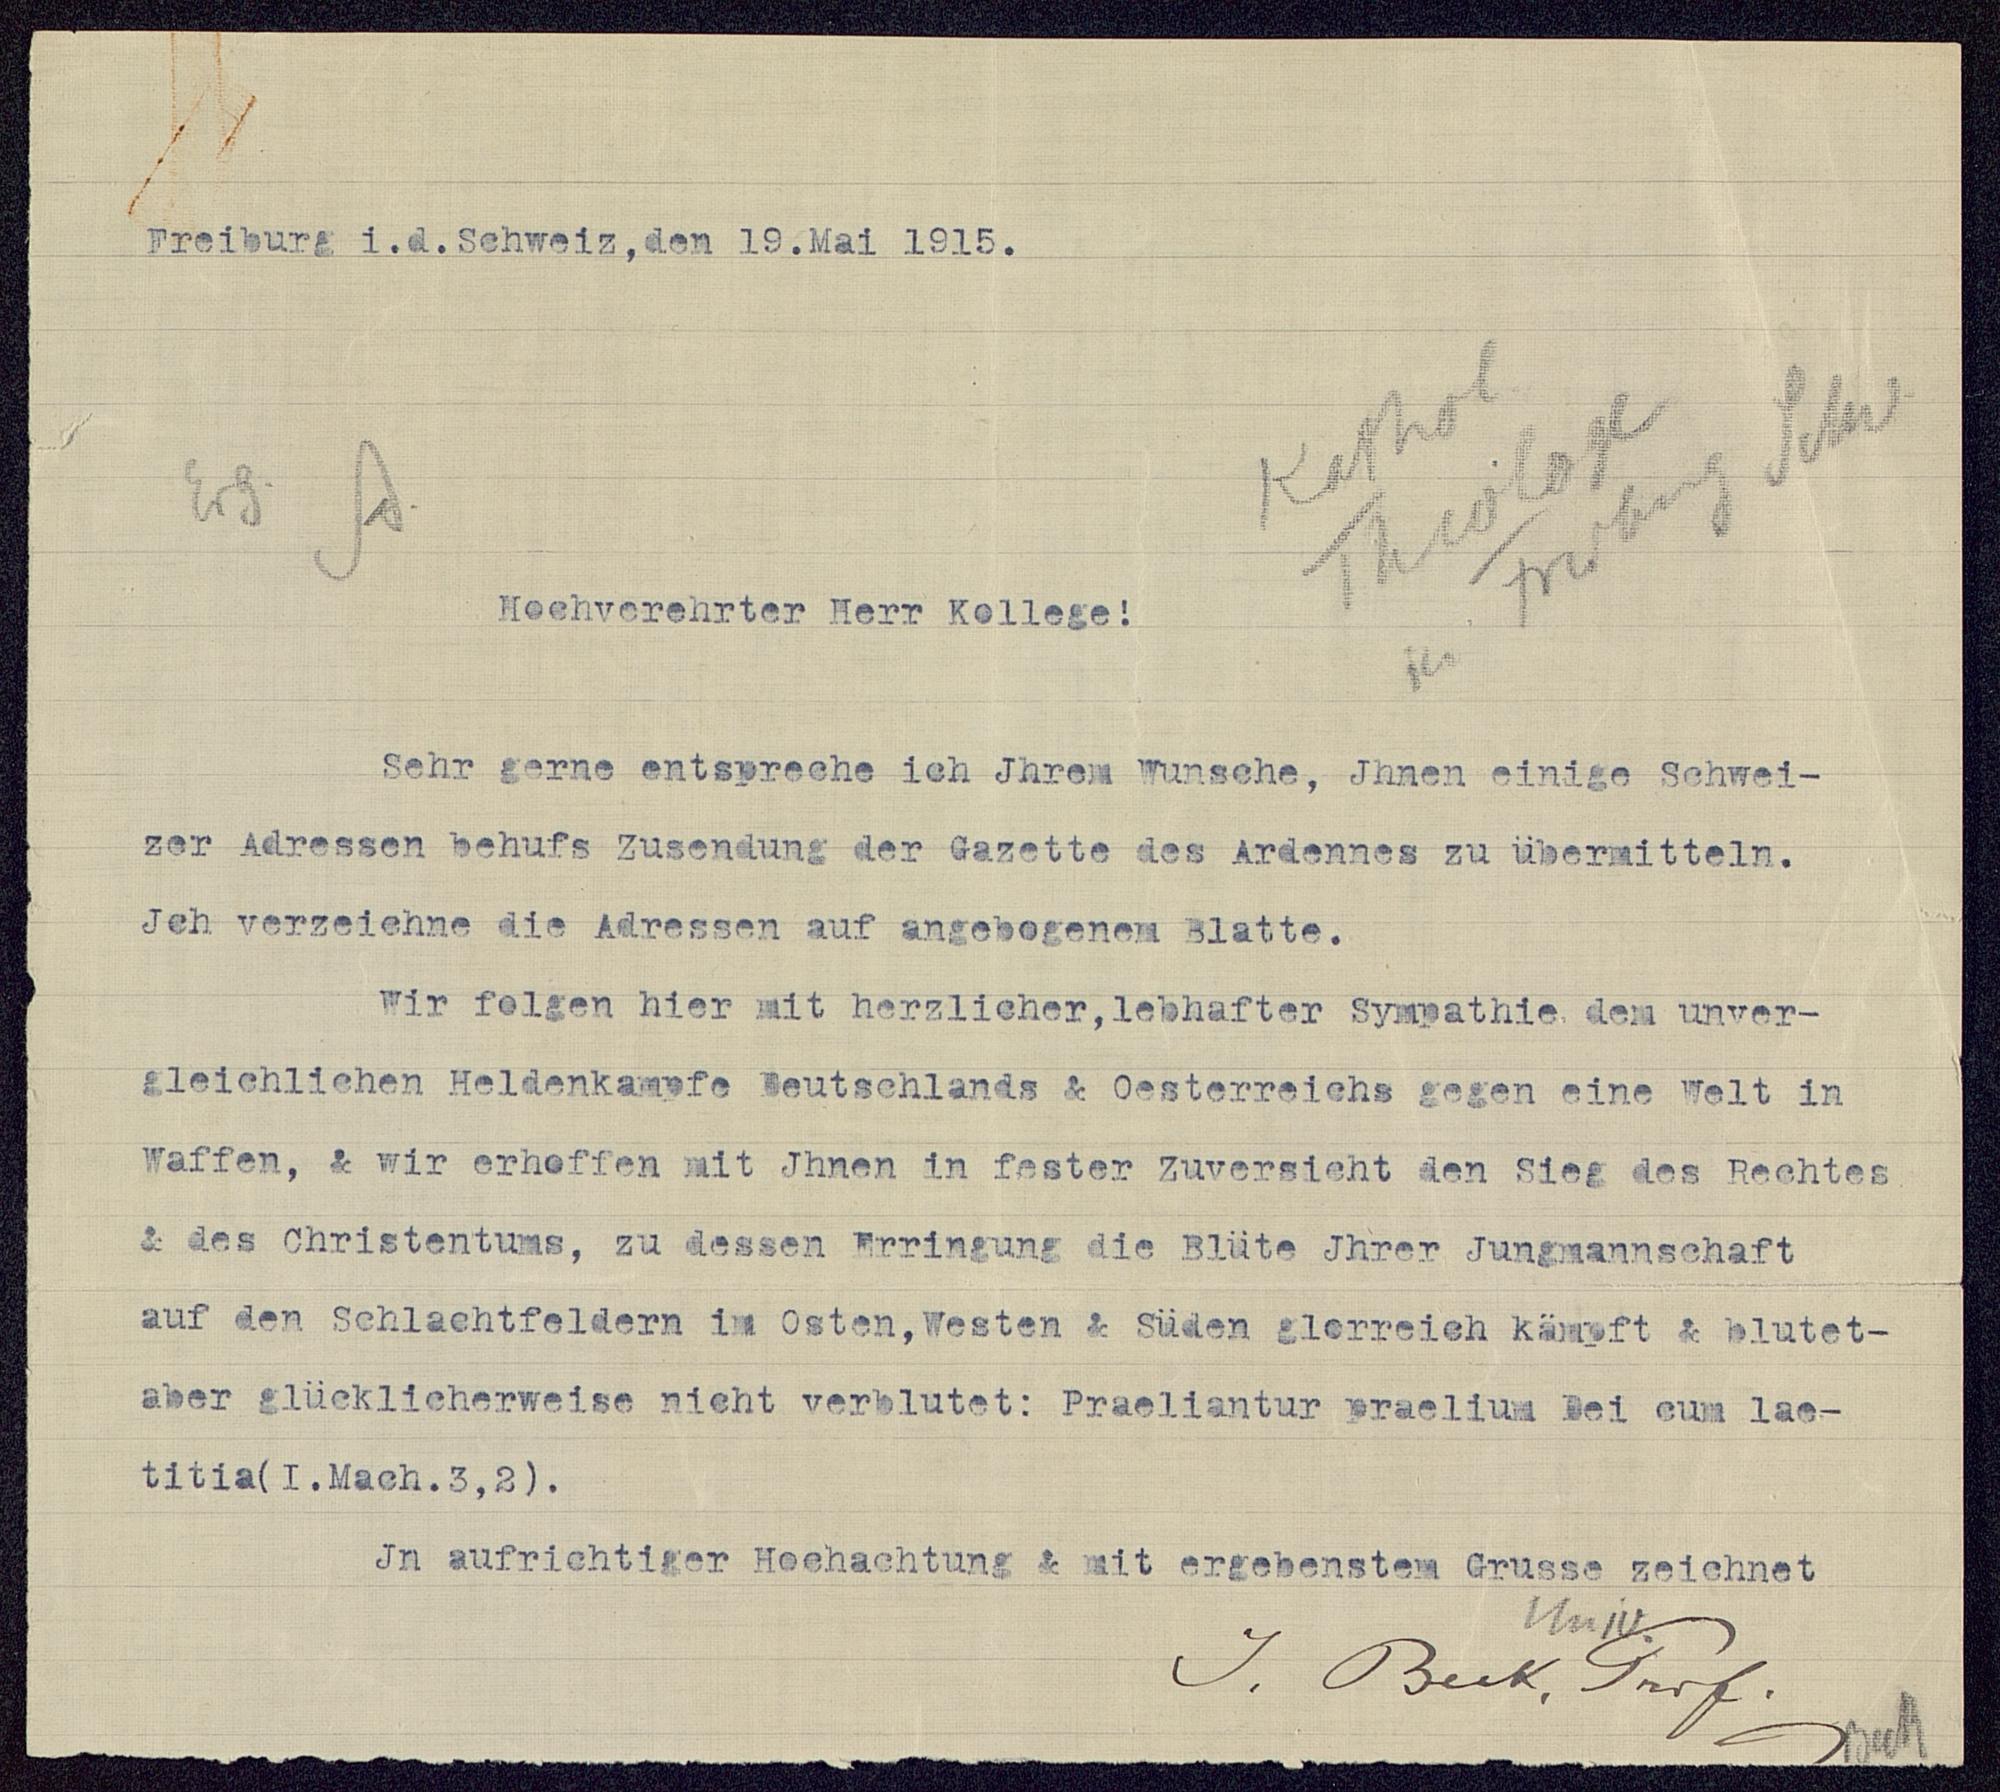 Freiburg i.d.Schweiz,den 19.Mai 1915.
Kathol
Theologe
Freiburg Schw
Hochverehrter Herr Kollege!
Sehr gerne entspreche ich Jhrem Wunsche, Jhnen einige Schwei-
zer Adressen behufs Zusendung der Gazette des Ardennes zu übermitteln.
Jch verzeichne die Adressen auf angebogenem Blatte.
Wir folgen hier mit herzlicher,lebhafter Sympathie dem unver-
gleichlichen Heldenkampfe Deutschlands & Oesterreichs gegen eine Welt in
Waffen, & wir erhoffen mit Jhnen in fester Zuversicht den Sieg des Rechtes
& des Christentums, zu dessen Erringung die Blüte Jhrer Jungmannschaft
auf den Schlachtfeldern im Osten,Westen & Süden glorreich kämpft & blutet-
aber glücklicherweise nicht verblutet: Praeliantur praelium Dei cum lae-
titia(I.Mach.3,2).
Jn aufrichtiger Hochachtung & mit ergebenstem Grusse zeichnet
Univ.
J. Beck, Prof.
Beck